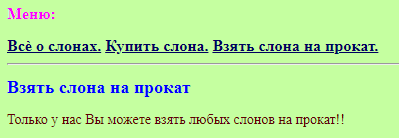 Меню:
Всё о слонах. Купить слона. Взять слона на прокат.
Взять слона на прокат
Только у нас Вы можете взять любых слонов на прокат!!